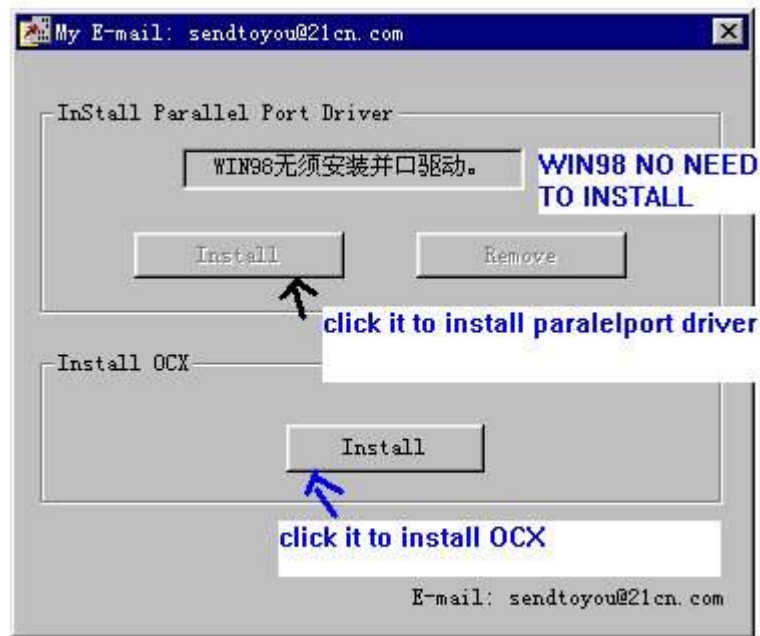 My E-mail: sendtoyou@21cn.com
InStall Parallel Port Driver
WIN98无须安装并口驱动。
WIN98 NO NEED
TO INSTALL
Install
Remove
click it to install paralelport driver
Install OCX
Install
click it to install OCX
E-mail: sendtoyou@21cn.com